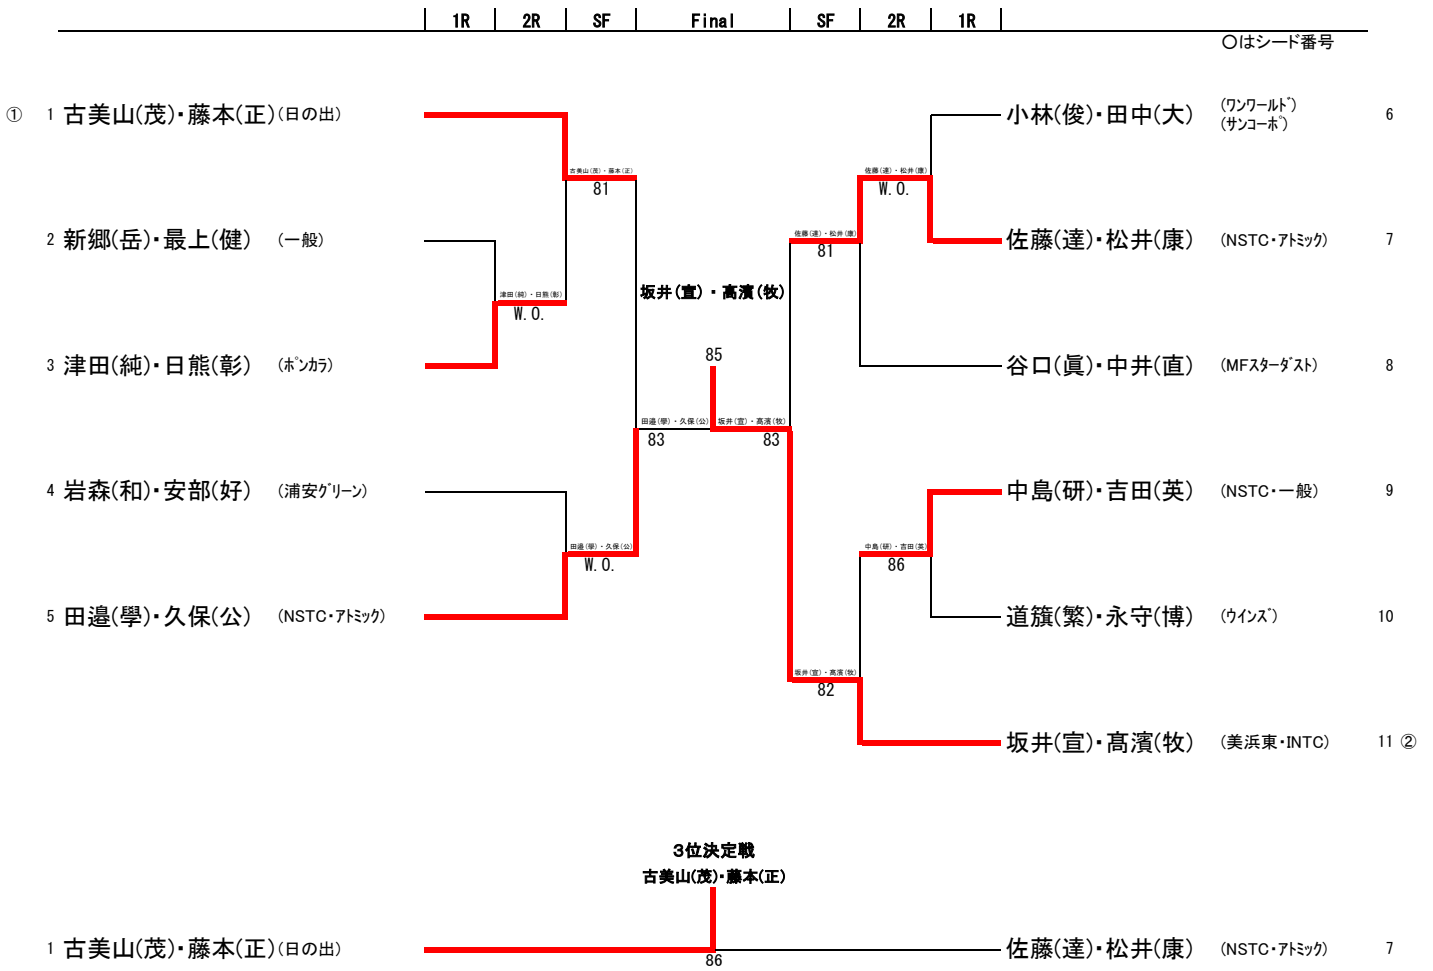 1R 2R SF Final SF 2R 1R
〇はシード番号
① 1 古美山(茂)・藤本(正) (日の出)
小林(俊)・田中(大) (ワンワールド) 6
(サンコーポ)
古美山(茂)・藤本(正)
81
佐藤(達)・松井(康)
W.O.
2 新郷(岳)・最上(健) (一般)
佐藤(達)・松井(康)
81
佐藤(達)・松井(康) (NSTC・アトミック) 7
津田(純)・日熊(彰)
W.O.
坂井(宣)・高濱(牧)
3 津田(純)・日熊(彰) (ポンカラ)
85
谷口(眞)・中井(直) (MFスターダスト) 8
田邉(學)・久保(公) 坂井(宣)・高濱(牧)
83 83
4 岩森(和)・安部(好) (浦安グリーン)
中島(研)・吉田(英) (NSTC・一般) 9
田邉(學)・久保(公)
W.O.
中島(研)・吉田(英)
86
5 田邉(學)・久保(公) (NSTC・アトミック)
道籏(繁)・永守(博) (ウインズ) 10
坂井(宣)・高濱(牧)
82
坂井(宣)・髙濱(牧) (美浜東・INTC) 11 ②
3位決定戦
古美山(茂)・藤本(正)
1 古美山(茂)・藤本(正) (日の出)
86
佐藤(達)・松井(康) (NSTC・アトミック) 7